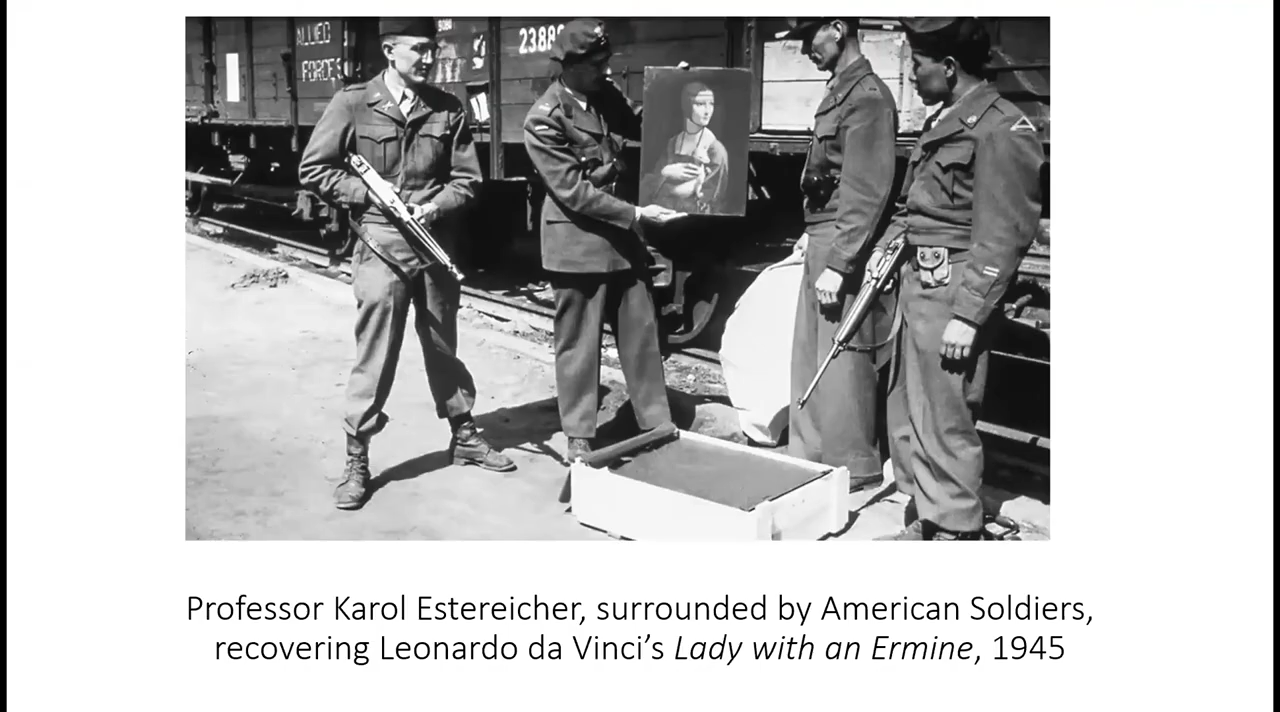 ALLIED
FORCES
2388
Professor Karol Estereicher, surrounded by American Soldiers,
recovering Leonardo da Vinci’s Lady with an Ermine, 1945